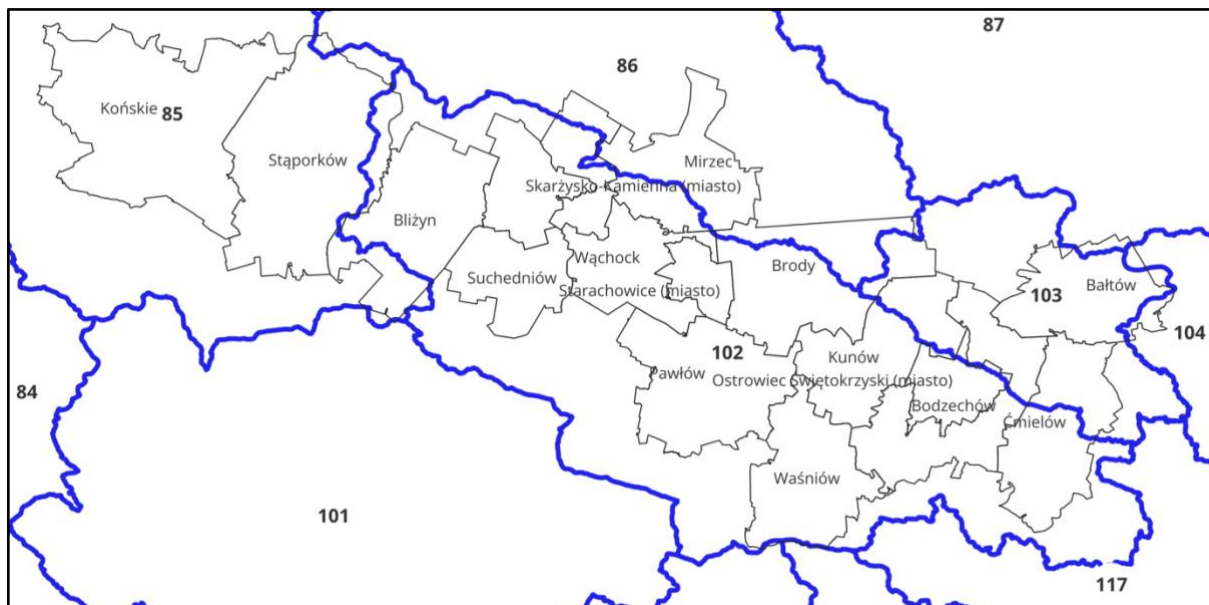 87
86
Końskie 85
Mirzec
Stąporków
Skarżysko-Kamienna (miasto)
Bliżyn
Wąchock
Brody
Suchedniów
Starachowice (miasto)
Bałtów
103
104
102
Kunów
Pawłów
Ostrowiec Świętokrzyski (miasto)
84
Bodzechów
Ćmielów
Waśniów
101
117